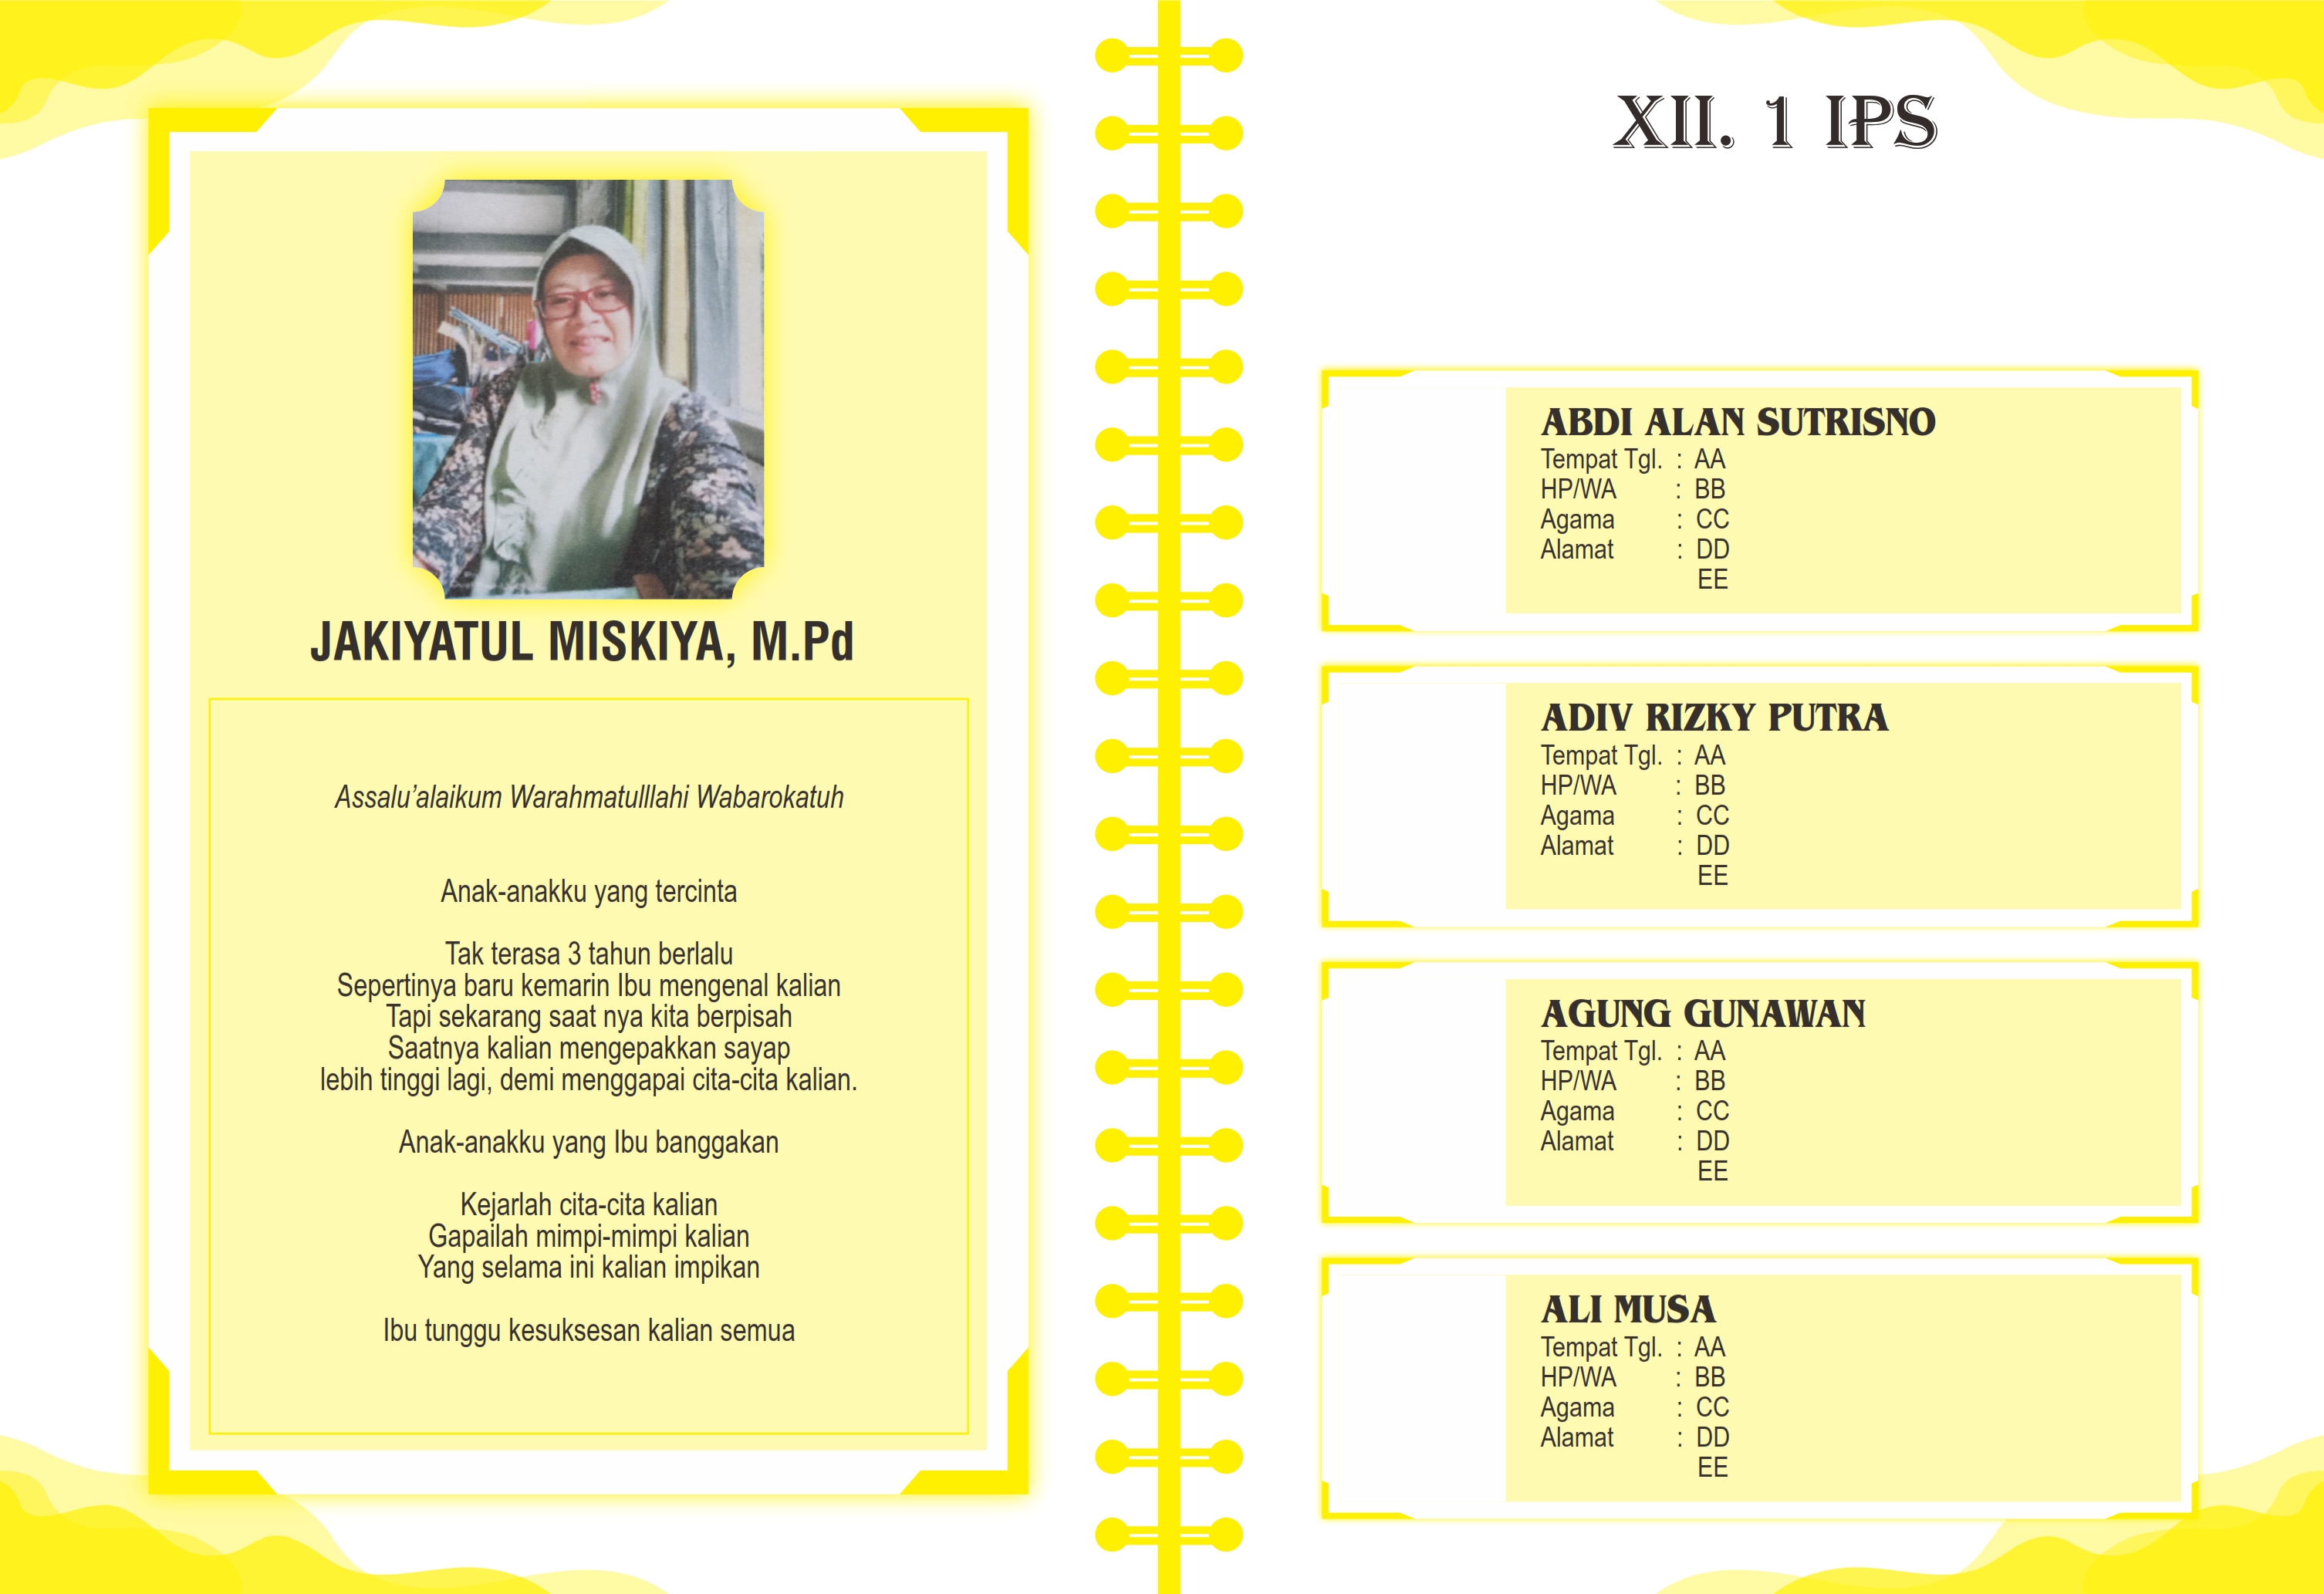 JAKIYATUL MISKIYA, M.Pd
Assalu’alaikum Warahmatulllahi Wabarokatuh
Anak-anakku yang tercinta
Tak terasa 3 tahun berlalu
Sepertinya baru kemarin Ibu mengenal kalian
Tapi sekarang saat nya kita berpisah
Saatnya kalian mengepakkan sayap
lebih tinggi lagi, demi menggapai cita-cita kalian.
Anak-anakku yang Ibu banggakan
Kejarlah cita-cita kalian
Gapailah mimpi-mimpi kalian
Yang selama ini kalian impikan
Ibu tunggu kesuksesan kalian semua
XII. 1 IPS
ABDI ALAN SUTRISNO
Tempat Tgl. : AA
HP/WA : BB
Agama : CC
Alamat : DD
EE
ADIV RIZKY PUTRA
Tempat Tgl. : AA
HP/WA : BB
Agama : CC
Alamat : DD
EE
AGUNG GUNAWAN
Tempat Tgl. : AA
HP/WA : BB
Agama : CC
Alamat : DD
EE
ALI MUSA
Tempat Tgl. : AA
HP/WA : BB
Agama : CC
Alamat : DD
EE